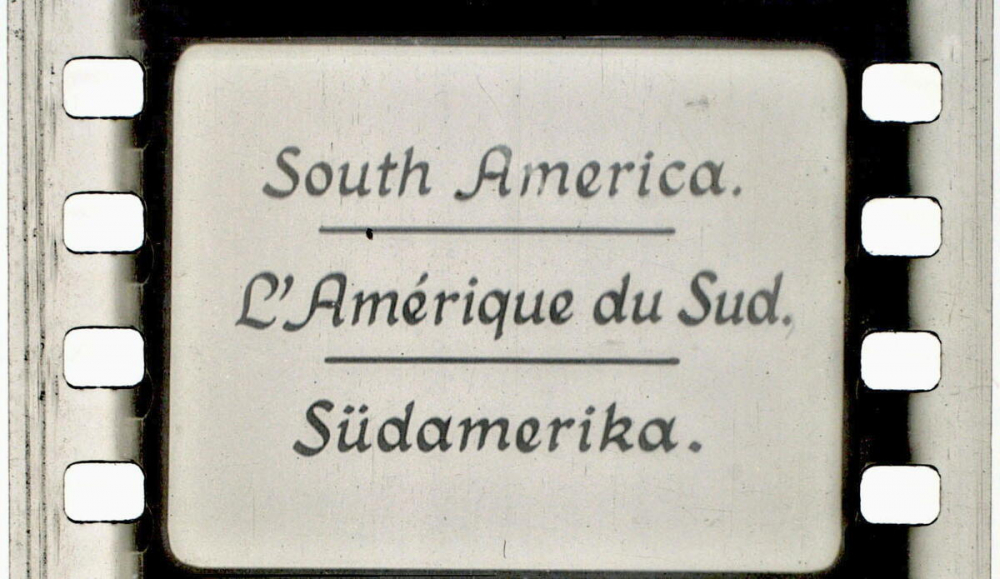 South America.
L'Amérique du Sud.
Südamerika.